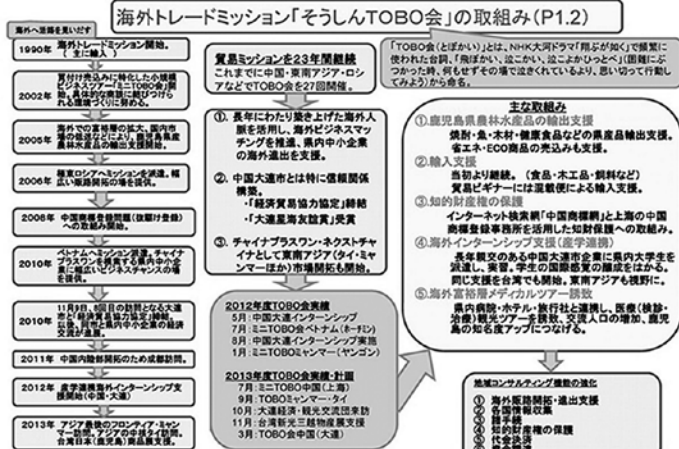 海外トレードミッション「そうしんTOBO会」の取組み（P1.2）
海外へ活路を見いだす
1990年
海外トレードミッション開始。
（主に輸入）
2002年
買付け売込みに特化した小規模
ビジネスツアー「ミニTOBO会」開
始。具体的な商談に結びつけら
れる環境づくりに努める。
2005年
海外での富裕層の拡大、国内市
場の低迷などにより、鹿児島県産
農林水産品の輸出支援開始。
2006年
極東ロシアへミッションを派遣。幅
広い販路開拓の場を提供。
2008年
中国商標登録問題（抜駆け登録）
への取組み開始。
2010年
ベトナムへミッション派遣。チャイナ
プラスワンを模索する県内中小企
業に幅広いビジネスチャンスの場
を提供。
2010年
11月9日、8回目の訪問となる大連
市と「経済貿易協力協定」締結。
以後、同市と県内中小企業の経済
交流が進展。
2011年
中国内陸部開拓のため成都訪問。
2012年
産学連携海外インターンシップ支
援開始（中国・大連）
2013年
アジア最後のフロンティア・ミャン
マー訪問。アジアの中核タイ訪問。
台湾日本（鹿児島）商品展支援。
貿易ミッションを23年間継続
これまでに中国・東南アジア・ロシ
アなどでTOBO会を27回開催。
①．長年にわたり築き上げた海外人
脈を活用し、海外ビジネスマッ
チングを推進、県内中小企業
の海外進出を支援。
②．中国大連市とは特に信頼関係
構築。
・「経済貿易協力協定」締結
・「大連星海友誼賞」受賞
③．チャイナプラスワン・ネクストチャ
イナとして東南アジア（タイ・ミャ
ンマーほか）市場開拓も開始。
2012年度TOBO会実績
5月：中国大連インターンシップ
7月：ミニTOBO会ベトナム（ホーチミン）
8月：中国大連インターンシップ実施
1月：ミニTOBOミャンマー（ヤンゴン）
2013年度TOBO会実績・計画
7月：ミニTOBO中国（上海）
9月：TOBOミャンマー・タイ
10月：大連経済・観光交流団来訪
11月：台湾新光三越物産展支援
3月：TOBO会中国（大連）
「TOBO会（とぼかい）」とは、NHK大河ドラマ「翔ぶが如く」で頻繁に
使われた台詞、「飛ぼかい、泣こかい、泣こよかひっとべ」（困難にぶ
つかった時、何もせずその場で泣きくれているより、思い切って行動し
てみよう）から命名。
主な取組み
①鹿児島県農林水産品の輸出支援
焼酎・魚・木材・健康食品などの県産品輸出支援。
省エネ・ECO商品の売込みも支援。
②輸入支援
当初より継続。（食品・木工品・飼料など）
貿易ビギナーには混載便による輸入支援。
③知的財産権の保護
インターネット検索網「中国商標網」と上海の中国
商標登録事務所を活用した知財保護への取組み。
④海外インターンシップ支援（産学連携）
長年親交のある中国大連市企業に県内大学生を
派遣し、実習。学生の国際感覚の醸成をはかる。
同じ支援を台湾でも開始。東南アジアも視野に。
⑤海外富裕層メディカルツアー誘致
県内病院・ホテル・旅行社と連携し、医療（検診・
治療）観光ツアーを誘致、交流人口の増加、鹿児
島の知名度アップにつなげる。
地域コンサルティング機能の強化
① 海外販路開拓・進出支援
② 各国情報収集
③ 諸手続
④ 知的財産権の保護
⑤ 代金決済